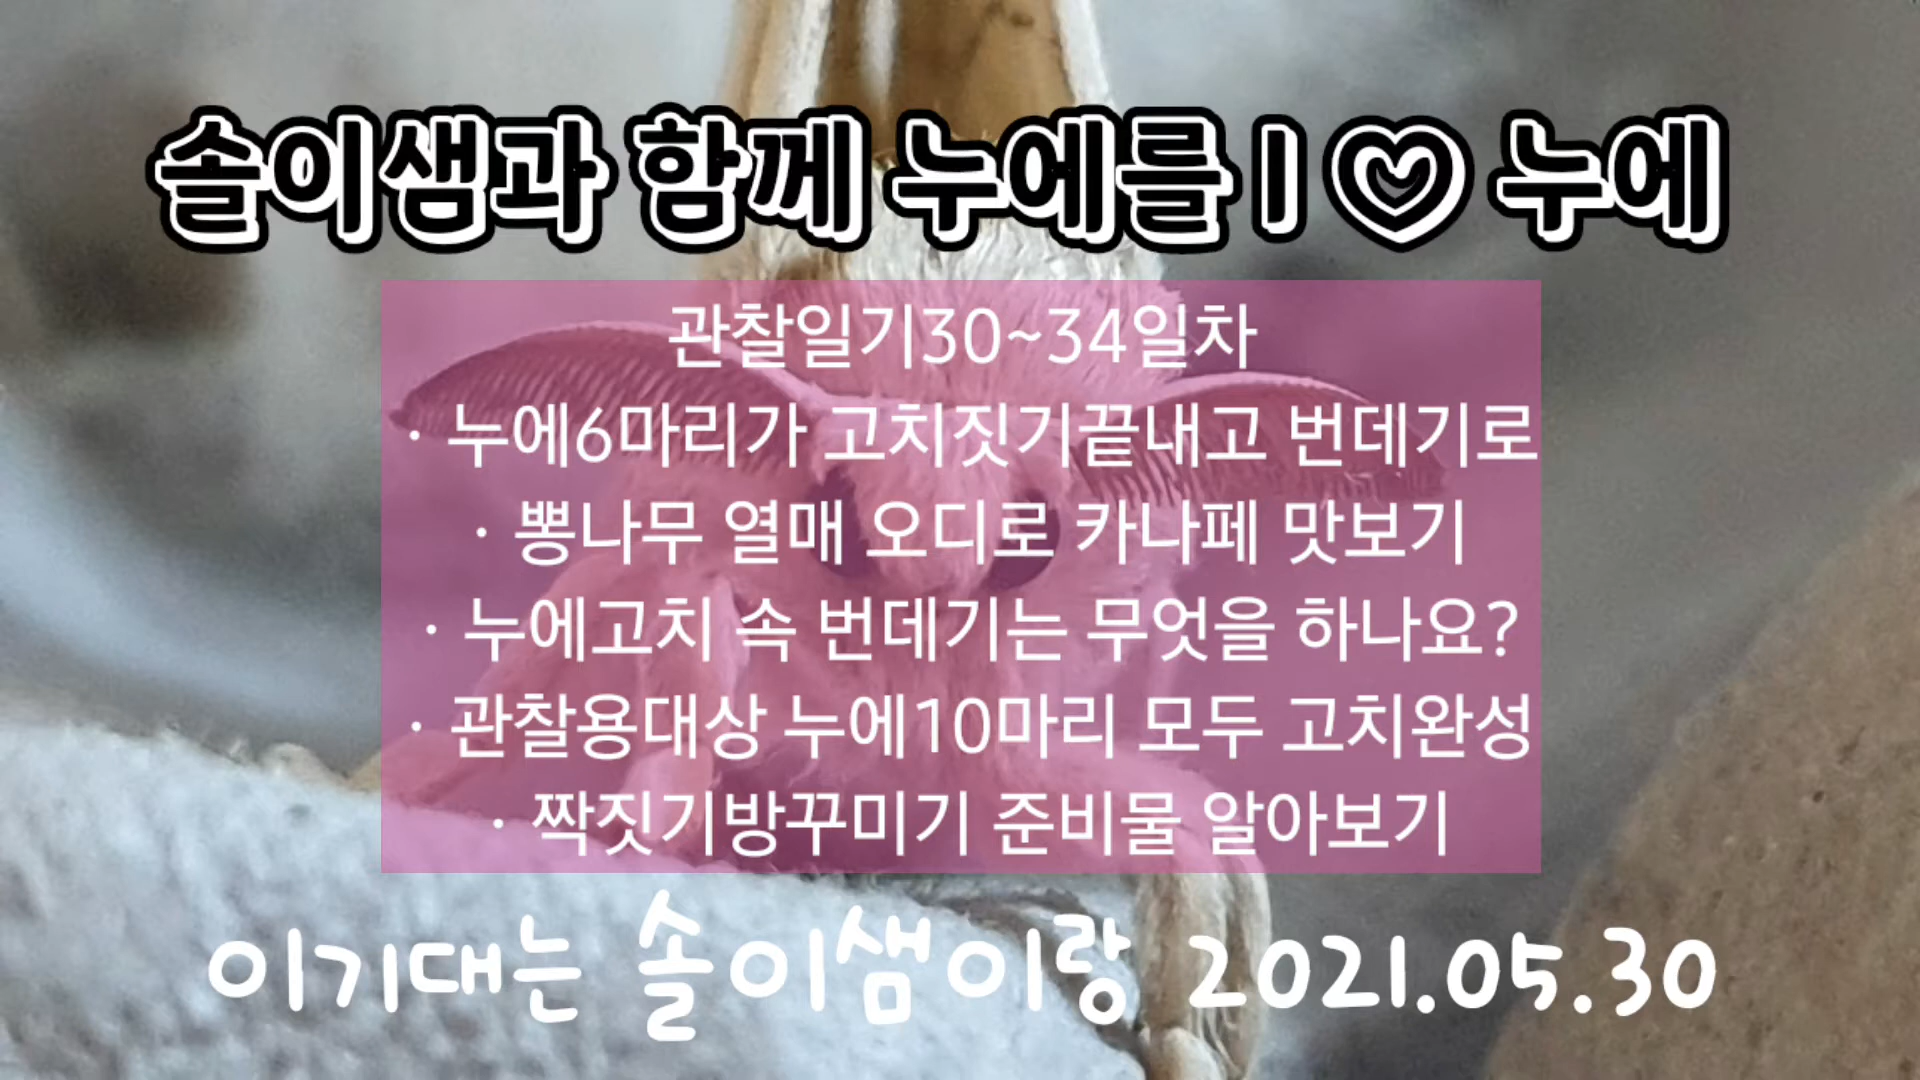 솔이샘과 함께 누에를 I ♡ 누에
관찰일기30~34일차
· 누에6마리가 고치짓기끝내고 번데기로
· 뽕나무 열매 오디로 카나페 맛보기
· 누에고치 속 번데기는 무엇을 하나요?
· 관찰용대상 누에10마리 모두 고치완성
· 짝짓기방꾸미기 준비물 알아보기
이기대는 솔이샘이랑 2021.05.30